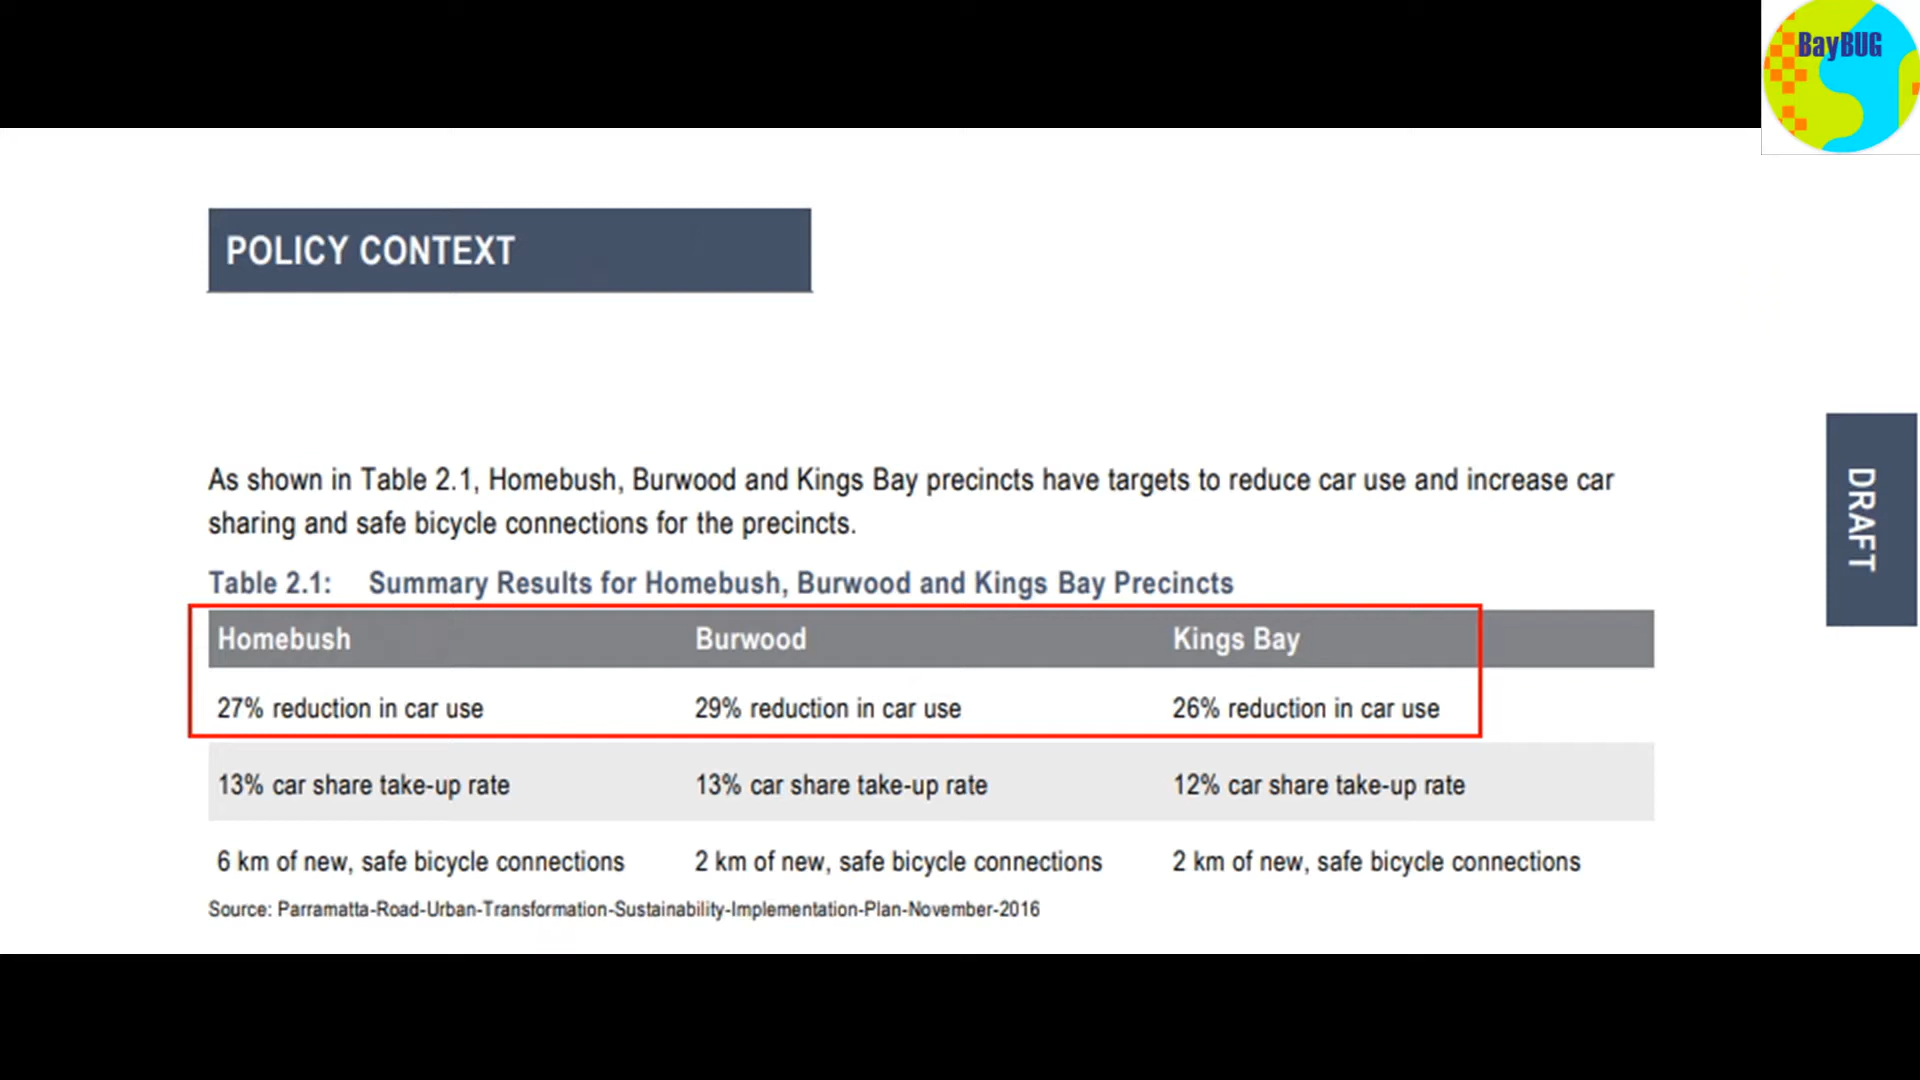 BayBUG
POLICY CONTEXT
As shown in Table 2.1, Homebush, Burwood and Kings Bay precincts have targets to reduce car use and increase car
sharing and safe bicycle connections for the precincts.
DRAFT
Table 2.1: Summary Results for Homebush, Burwood and Kings Bay Precincts
Homebush Burwood Kings Bay
27% reduction in car use 29% reduction in car use 26% reduction in car use
13% car share take-up rate 13% car share take-up rate 12% car share take-up rate
6 km of new, safe bicycle connections 2 km of new, safe bicycle connections 2 km of new, safe bicycle connections
Source: Parramatta-Road-Urban-Transformation-Sustainability-Implementation-Plan-November-2016